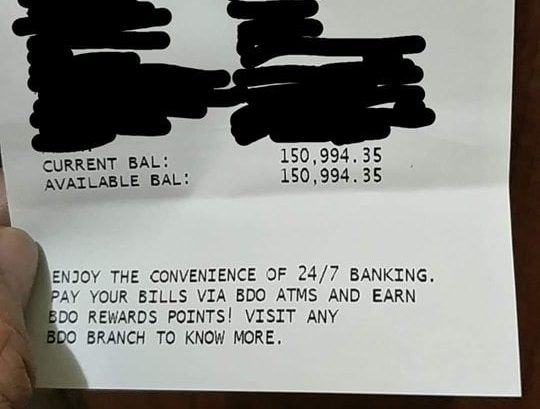 CURRENT BAL: 150,994.35
AVAILABLE BAL: 150,994.35
ENJOY THE CONVENIENCE OF 24/7 BANKING.
PAY YOUR BILLS VIA BDO ATMS AND EARN
BDO REWARDS POINTS! VISIT ANY
BDO BRANCH TO KNOW MORE.